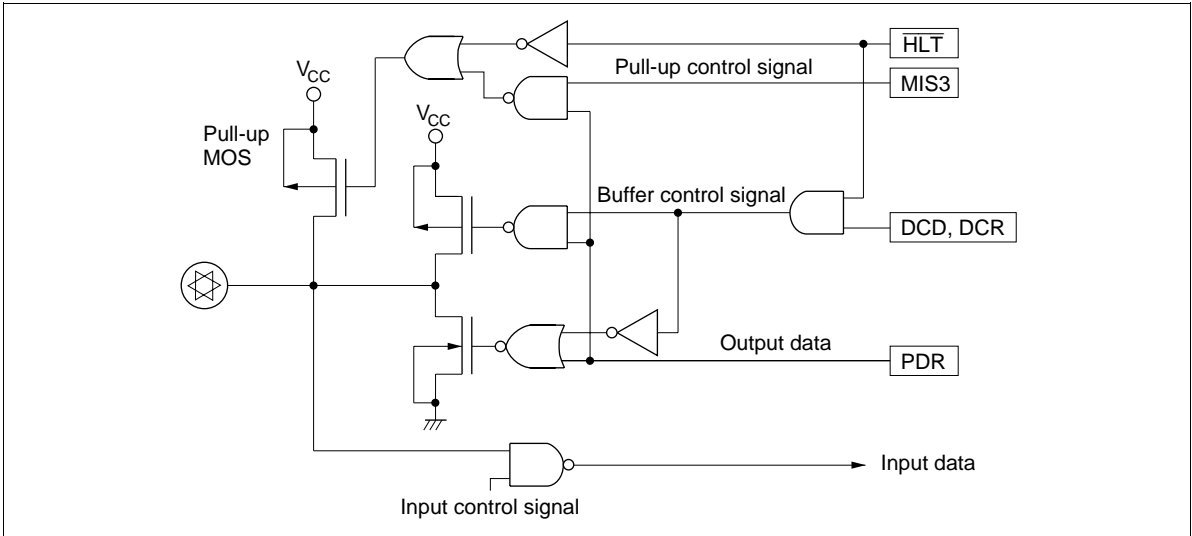 HLT
Pull-up control signal
MIS3
VCC
VCC
Pull-up
MOS
Buffer control signal
DCD, DCR
Output data
PDR
Input data
Input control signal